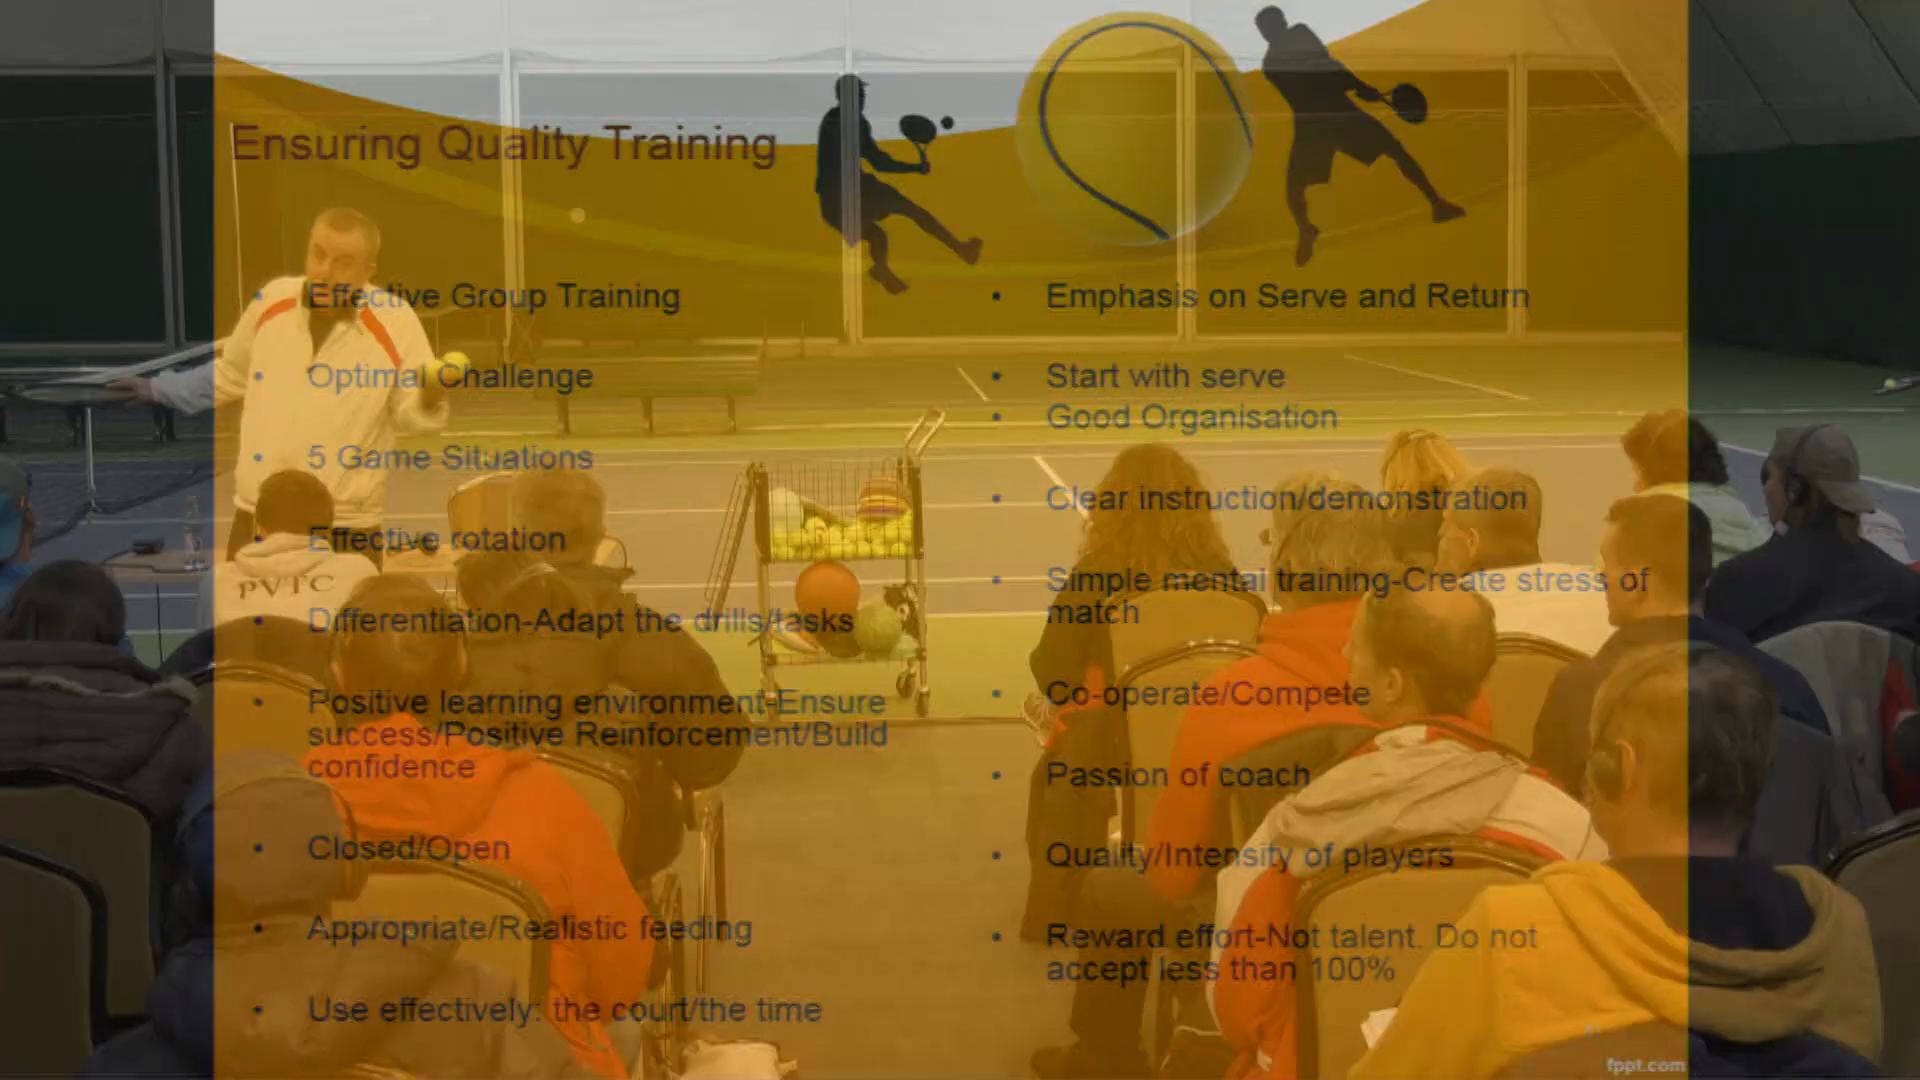 Ensuring Quality Training
• Effective Group Training
• Optimal Challenge
• 5 Game Situations
• Effective rotation
• Differentiation-Adapt the drills/tasks
• Positive learning environment-Ensure
success/Positive Reinforcement/Build
confidence
• Closed/Open
• Appropriate/Realistic feeding
• Use effectively: the court/the time
• Emphasis on Serve and Return
• Start with serve
• Good Organisation
• Clear instruction/demonstration
• Simple mental training-Create stress of
match
• Co-operate/Compete
• Passion of coach
• Quality/Intensity of players
• Reward effort-Not talent. Do not
accept less than 100%
PVTC
fppt.com